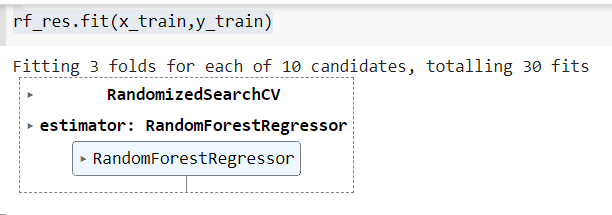 rf_res.fit(x_train,y_train)
Fitting 3 folds for each of 10 candidates, totalling 30 fits
RandomizedSearchCV
estimator: RandomForestRegressor
RandomForestRegressor